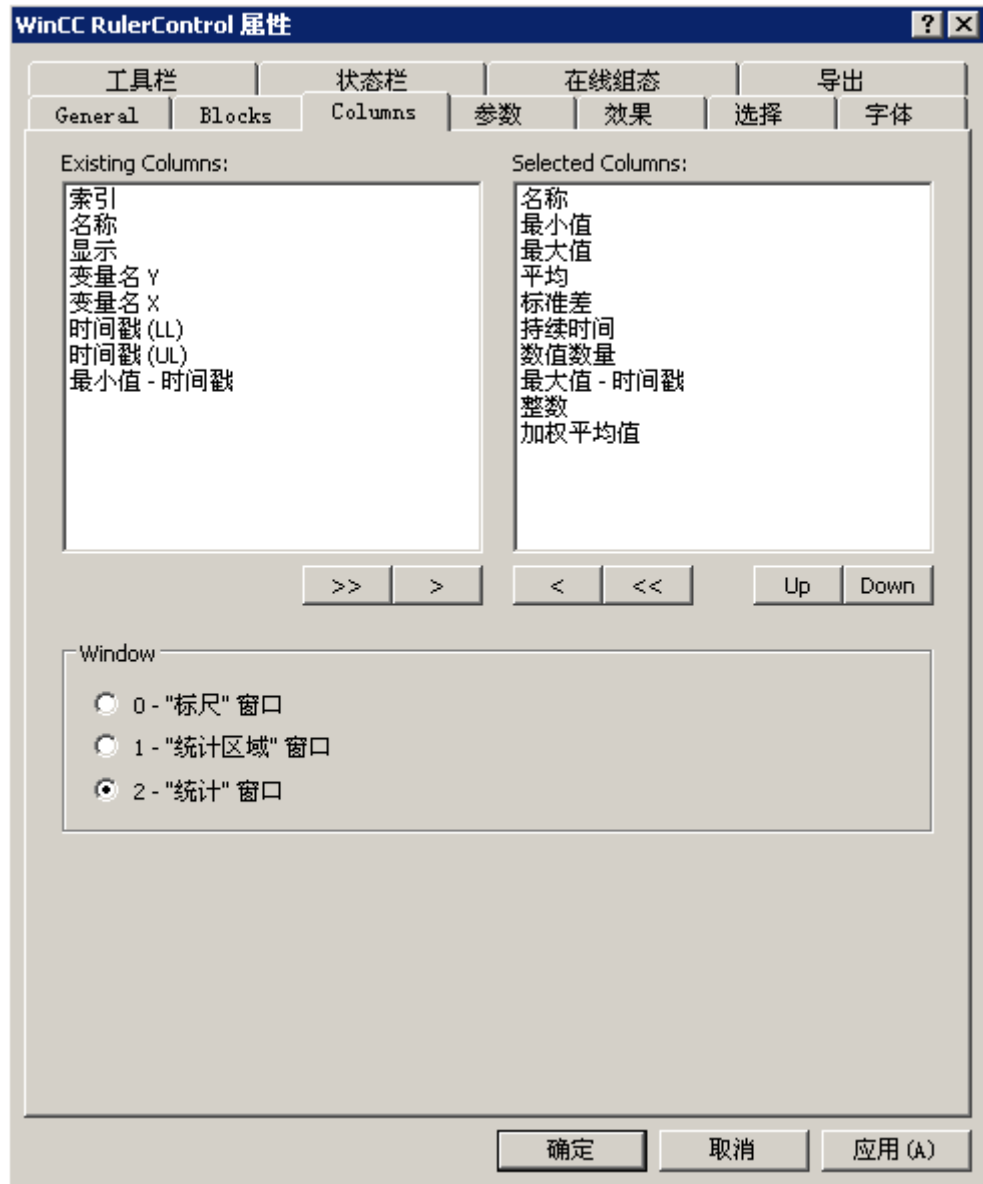 WinCC RulerControl 属性
工具栏 状态栏 在线组态 导出
General Blocks Columns 参数 效果 选择 字体
Existing Columns:
索引
名称
显示
变量名 Y
变量名 X
时间戳 (LL)
时间戳 (UL)
最小值 - 时间戳
Selected Columns:
名称
最小值
最大值
平均
标准差
持续时间
数值数量
最大值 - 时间戳
整数
加权平均值
>> > < << Up Down
Window
0 - "标尺" 窗口
1 - "统计区域" 窗口
2 - "统计" 窗口
确定 取消 应用 (A)